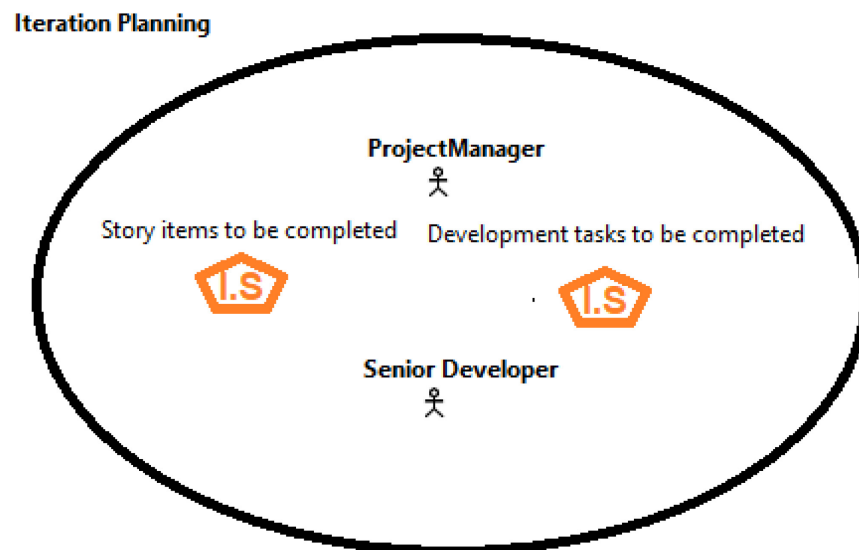 Iteration Planning
ProjectManager
Story items to be completed
Development tasks to be completed
I.S
I.S
Senior Developer